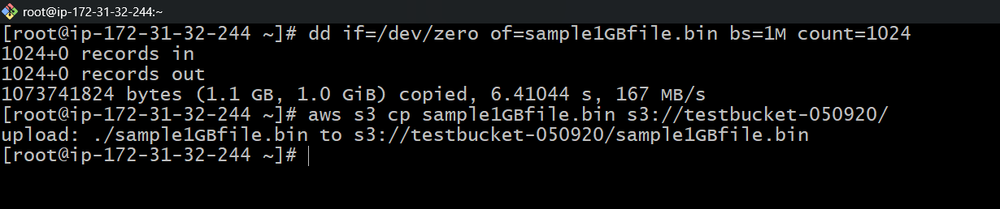 root@ip-172-31-32-244:~
[root@ip-172-31-32-244 ~]# dd if=/dev/zero of=sample1GBfile.bin bs=1M count=1024
1024+0 records in
1024+0 records out
1073741824 bytes (1.1 GB, 1.0 GiB) copied, 6.41044 s, 167 MB/s
[root@ip-172-31-32-244 ~]# aws s3 cp sample1GBfile.bin s3://testbucket-050920/
upload: ./sample1GBfile.bin to s3://testbucket-050920/sample1GBfile.bin
[root@ip-172-31-32-244 ~]#